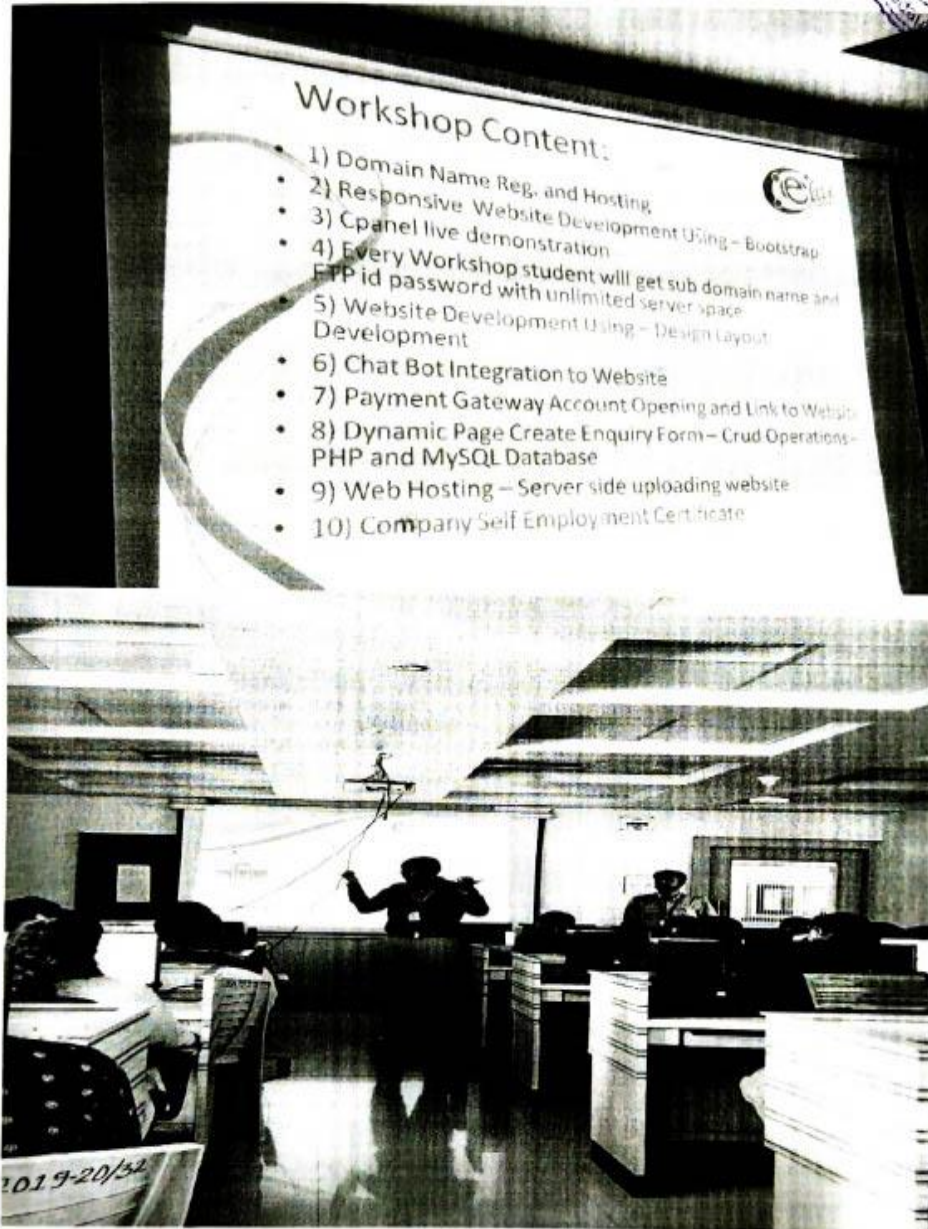 Workshop Content:
• 1) Domain Name Reg. and Hosting
• 2) Responsive Website Development Using – Bootstrap
• 3) Cpanel live demonstration
• 4) Every Workshop student will get sub domain name and
FTP id password with unlimited server space
• 5) Website Development Using – Design Layout
Development
• 6) Chat Bot Integration to Website
• 7) Payment Gateway Account Opening and Link to Website
• 8) Dynamic Page Create Enquiry Form – Crud Operations-
PHP and MySQL Database
• 9) Web Hosting – Server side uploading website
• 10) Company Self Employment Certificate
2019-20/32